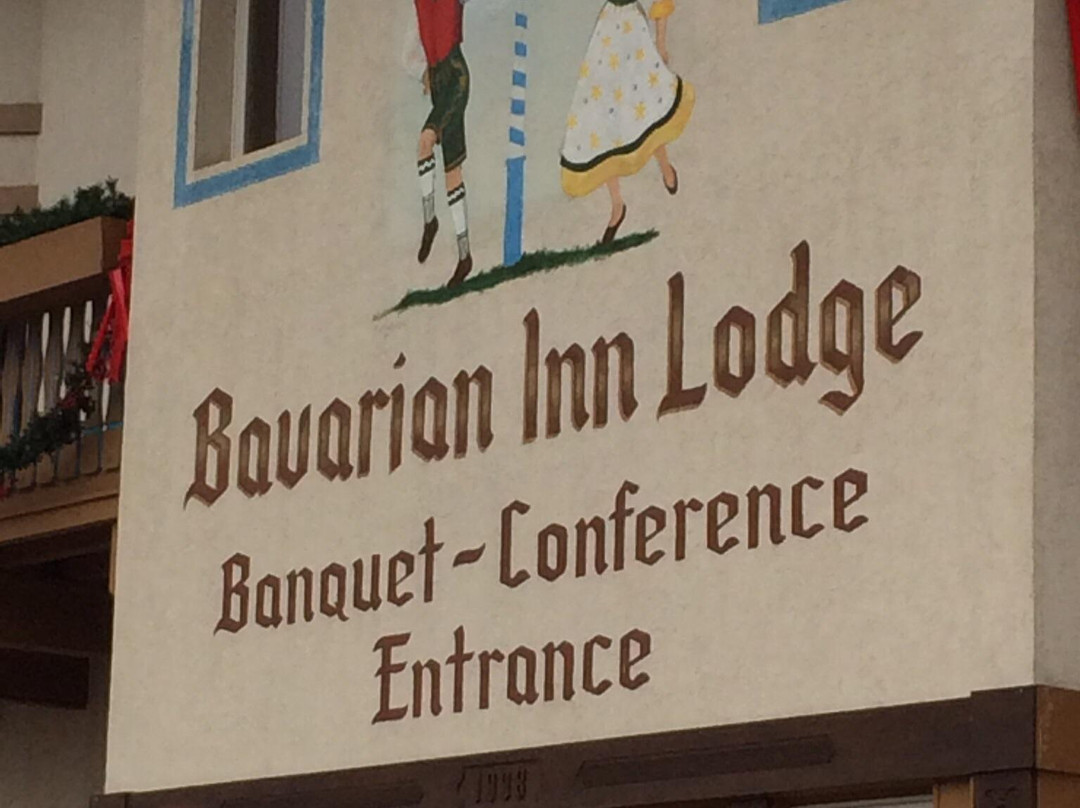 Bavarian Inn Lodge
Banquet-Conference
Entrance